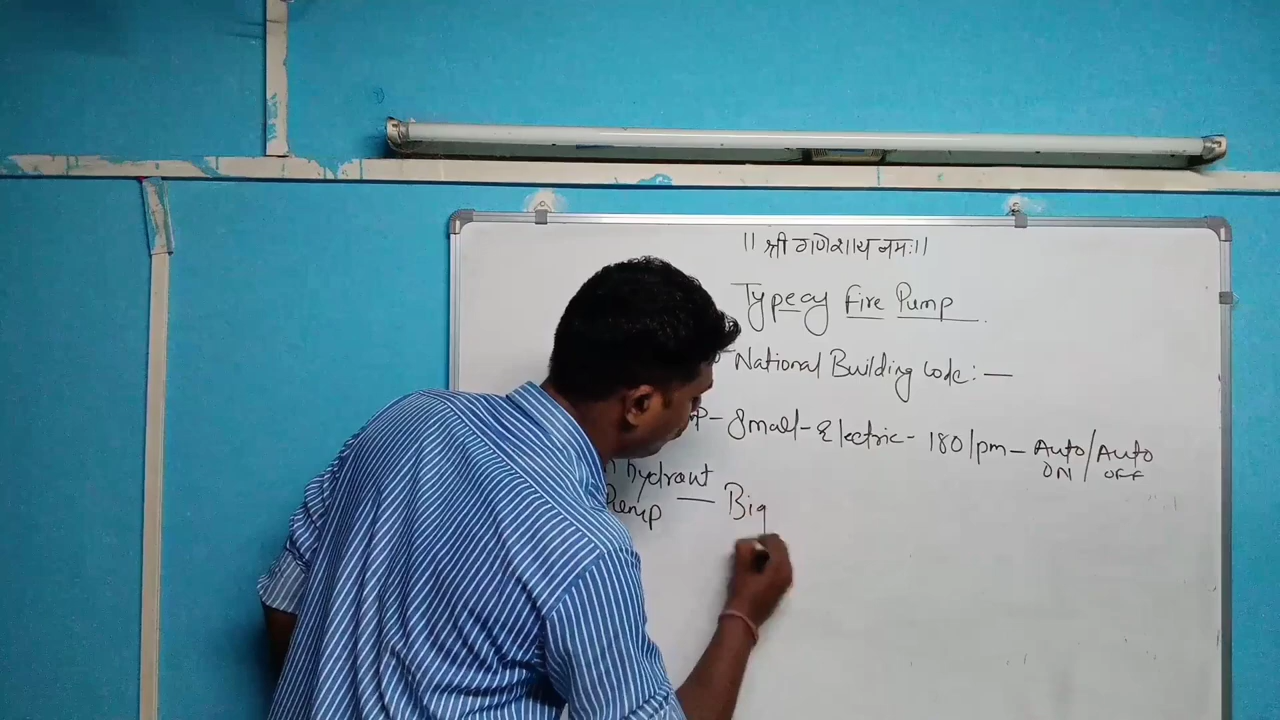 ॥ श्री गणेशाय नमः॥
Type of Fire Pump
National Building Code:—
Small - Electric - 180 lpm - Auto ON / Auto OFF
hydrant
Pump — Big